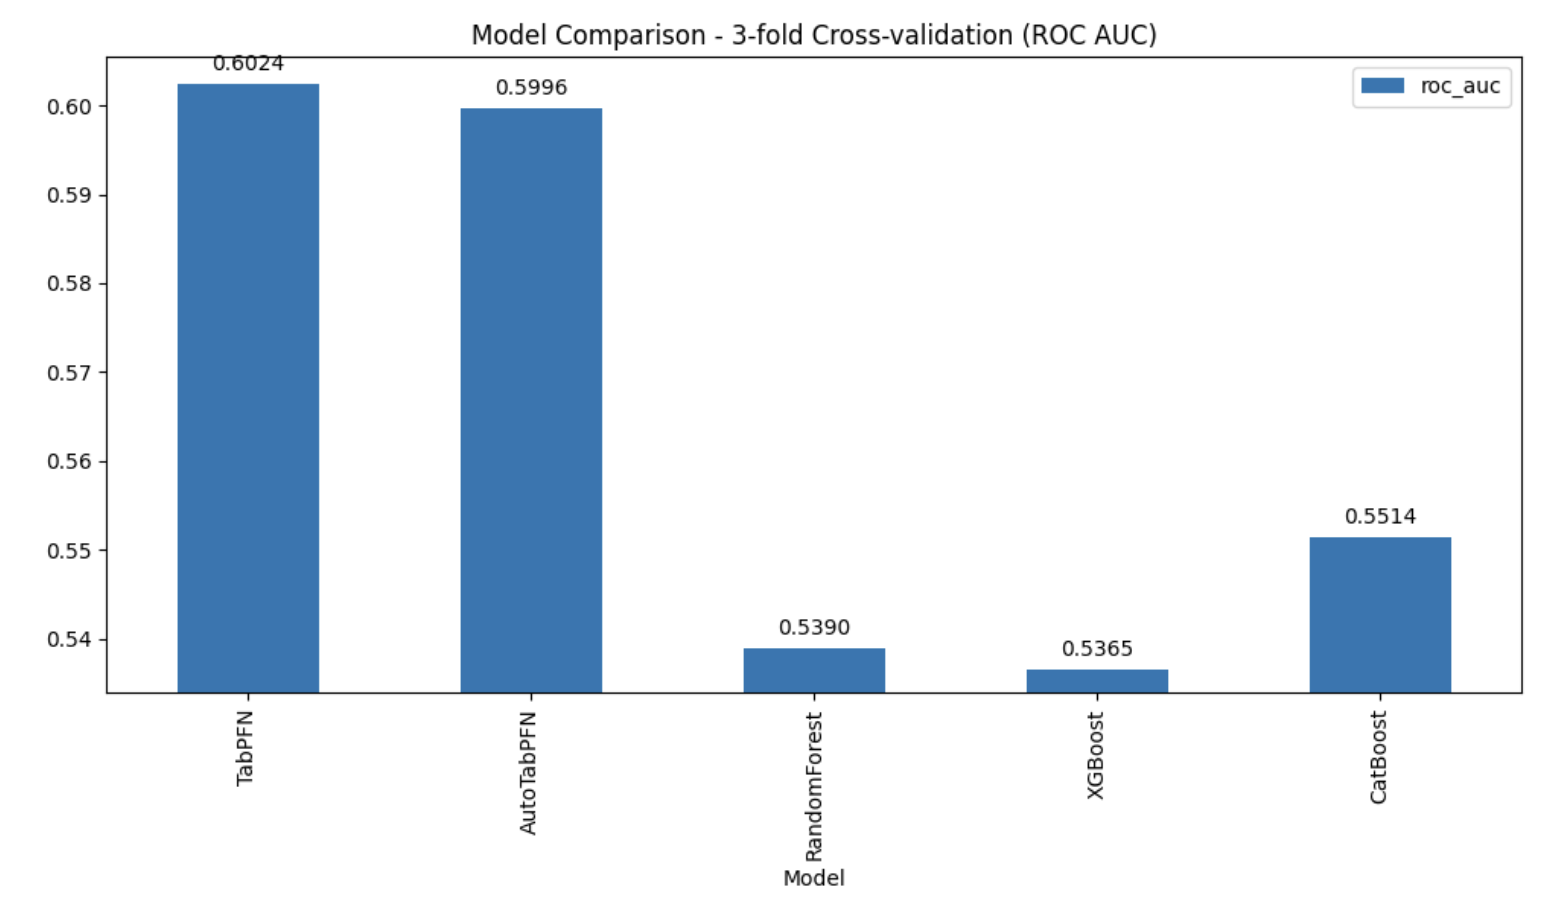 Model Comparison - 3-fold Cross-validation (ROC AUC)
roc_auc
0.6024
0.5996
0.5390
0.5365
0.5514
0.60
0.59
0.58
0.57
0.56
0.55
0.54
TabPFN
AutoTabPFN
RandomForest
XGBoost
CatBoost
Model